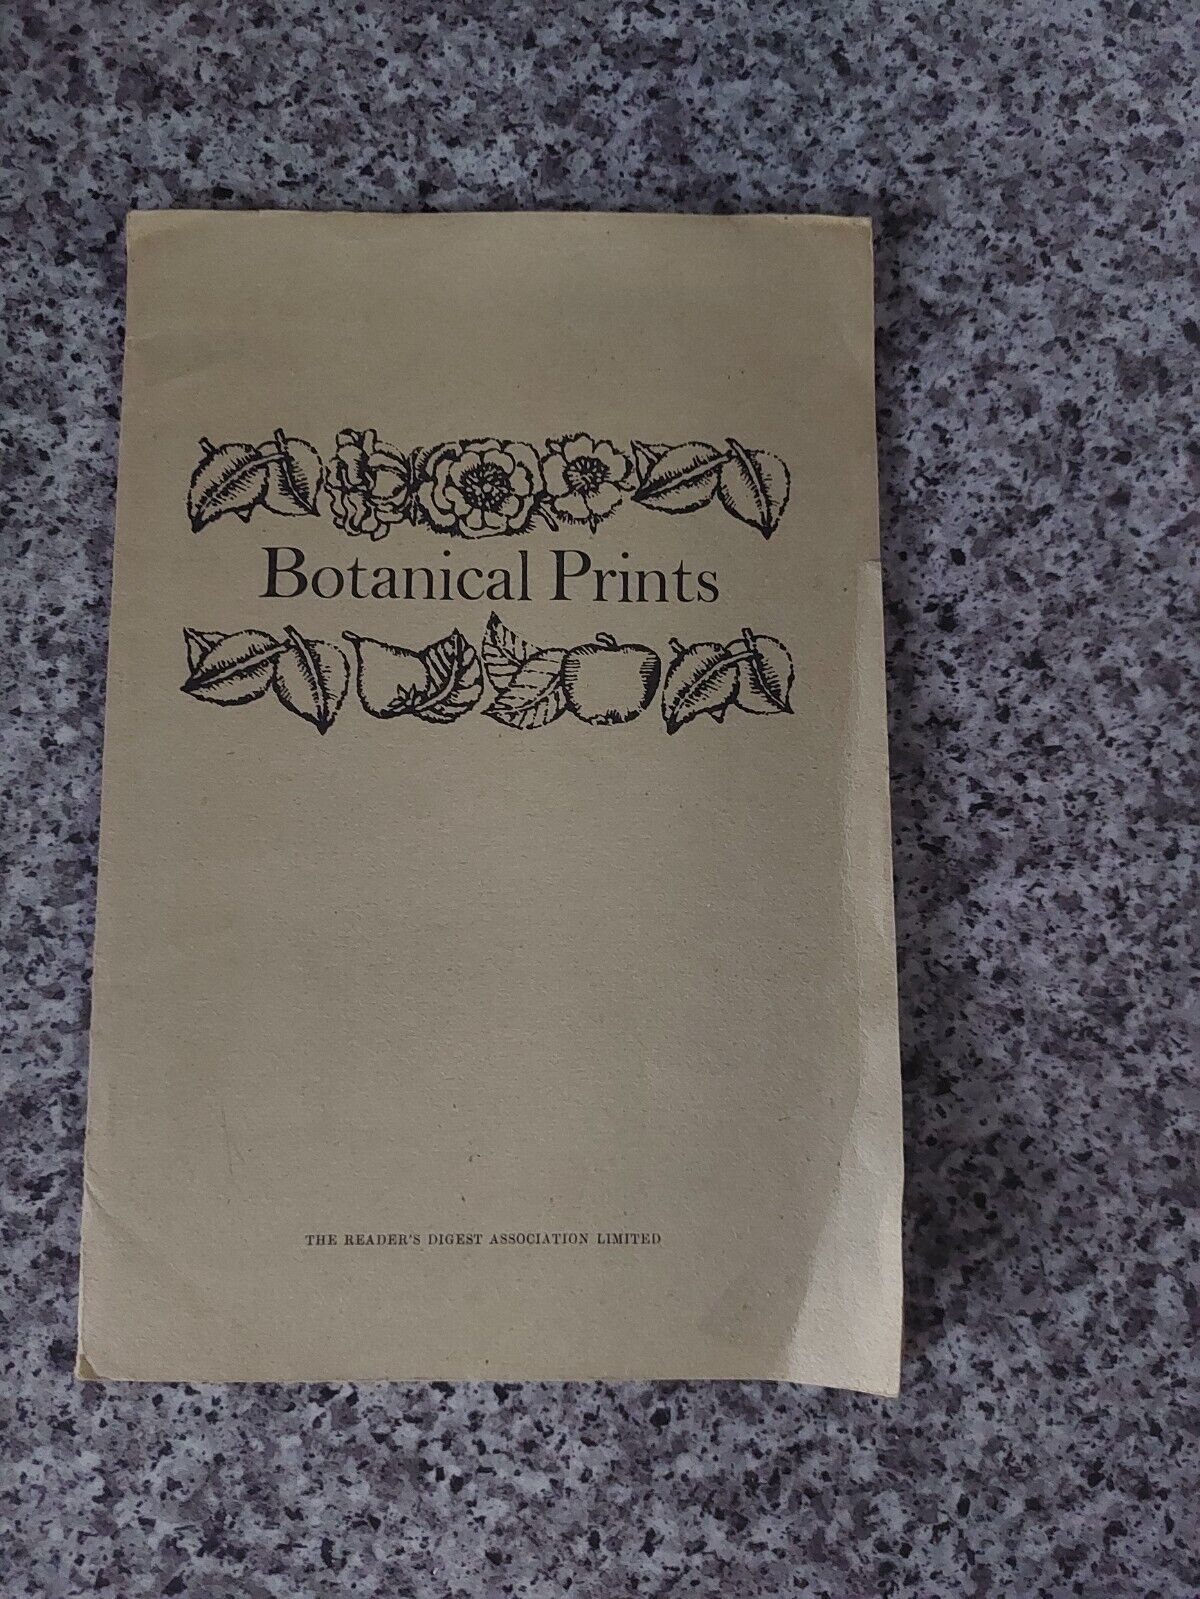 Botanical Prints
THE READER'S DIGEST ASSOCIATION LIMITED